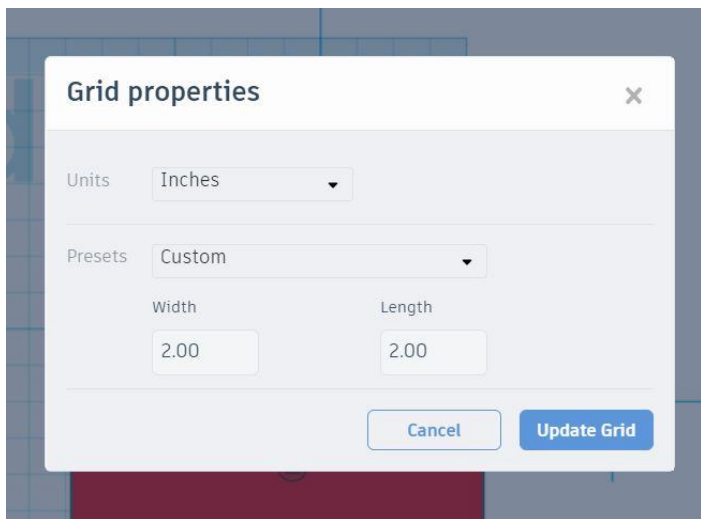 Grid properties
Units Inches
Presets Custom
Width Length
2.00 2.00
Cancel Update Grid